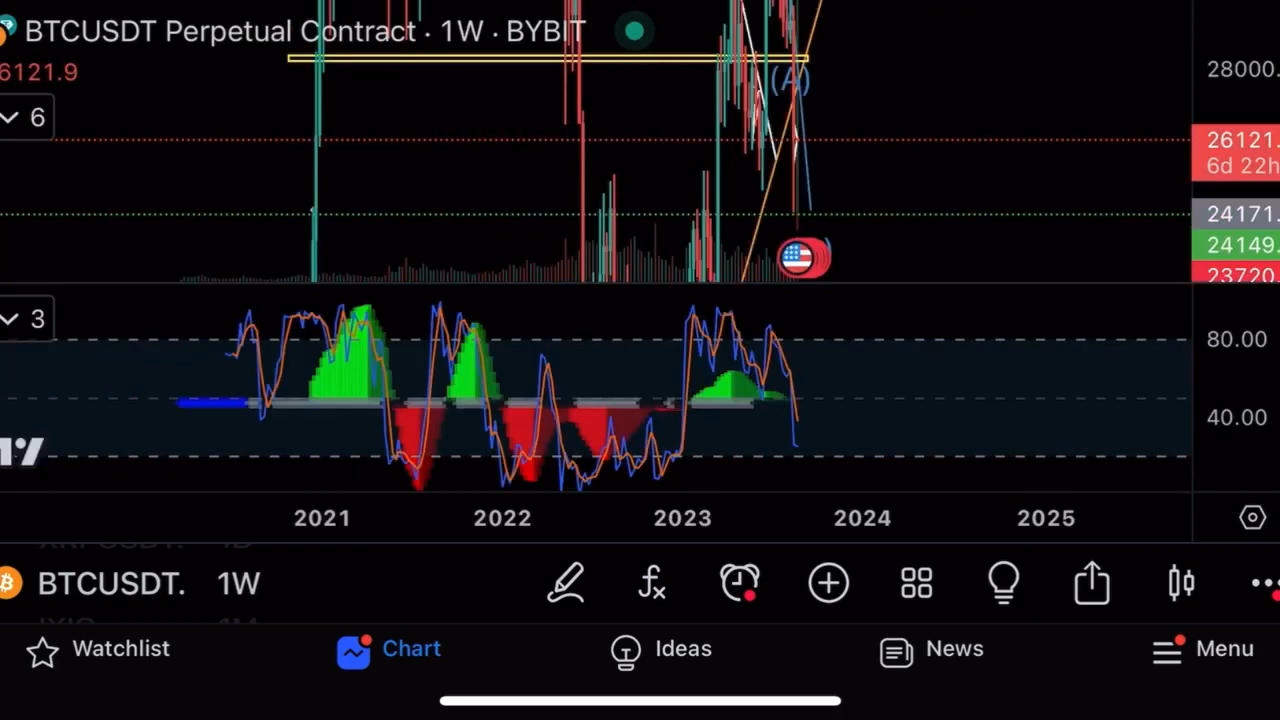 BTCUSDT Perpetual Contract · 1W · BYBIT
6121.9
28000.
(A)
6
26121.
6d 22h
24171.
24149.
23720.
3
80.00
40.00
2021 2022 2023 2024 2025
BTCUSDT. 1W
Watchlist Chart Ideas News Menu